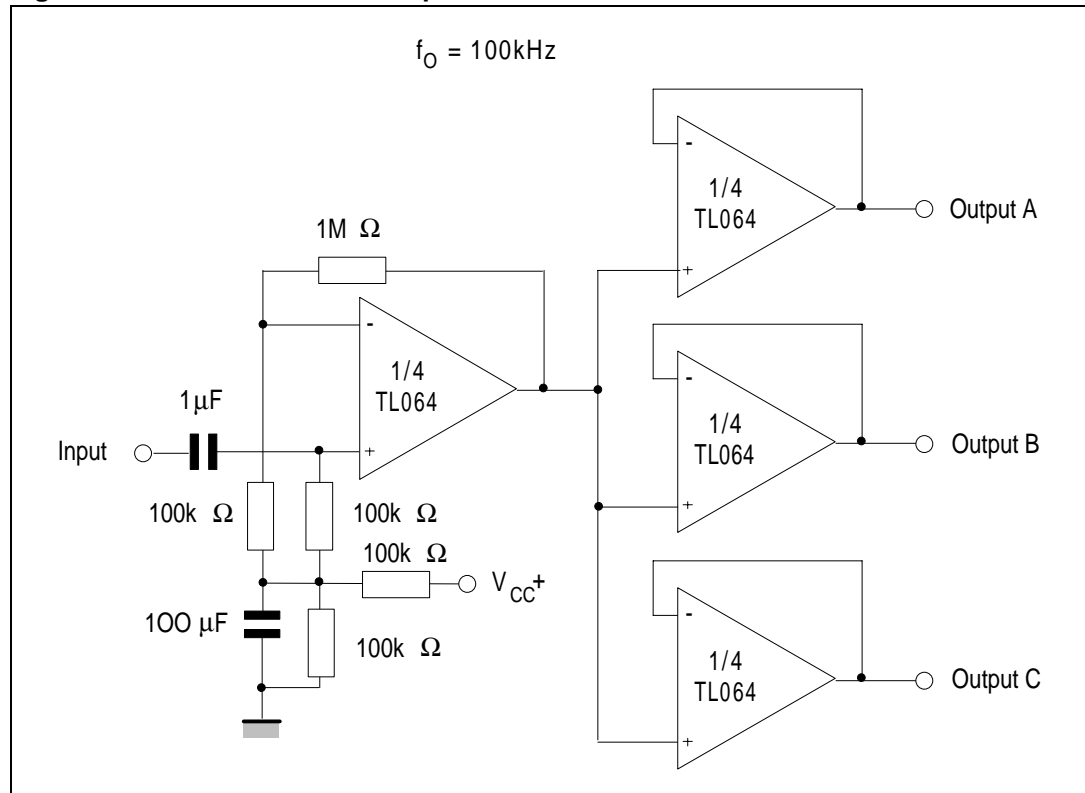 f_O = 100kHz
-
1/4
TL064
+
Output A
1M Ω
-
1/4
TL064
+
1µF
Input
100k Ω
100k Ω
100k Ω
V_CC+
100 µF
100k Ω
-
1/4
TL064
+
Output B
-
1/4
TL064
+
Output C